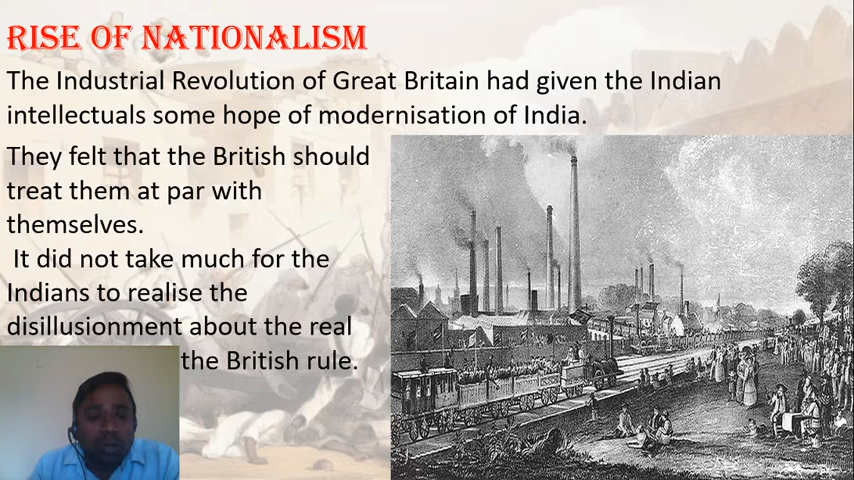 RISE OF NATIONALISM
The Industrial Revolution of Great Britain had given the Indian
intellectuals some hope of modernisation of India.
They felt that the British should
treat them at par with
themselves.
It did not take much for the
Indians to realise the
disillusionment about the real
the British rule.